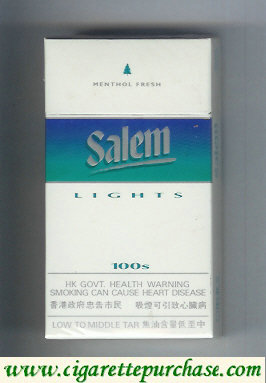 MENTHOL FRESH
Salem
LIGHTS
100s
HK GOVT. HEALTH WARNING
SMOKING CAN CAUSE HEART DISEASE
香港政府忠告市民 吸煙可引致心臟病
LOW TO MIDDLE TAR 焦油含量低至中
www.cigarettepurchase.com